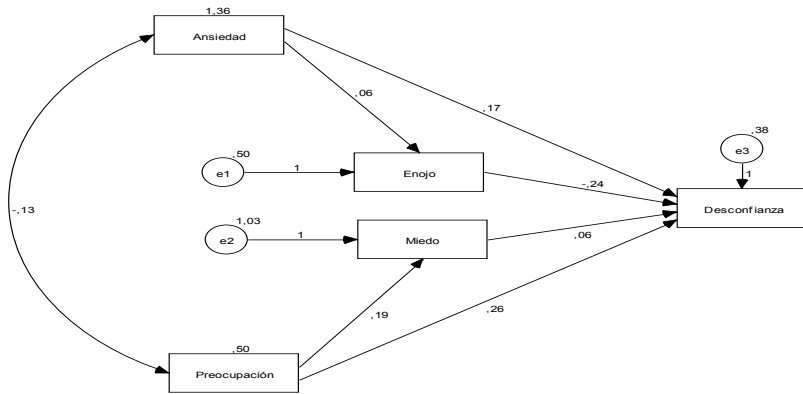 1,36
Ansiedad
,06
,17
,38
e3
1
,50
e1
1
Enojo
-,24
Desconfianza
-,13
1,03
e2
1
Miedo
,06
,19
,26
,50
Preocupación